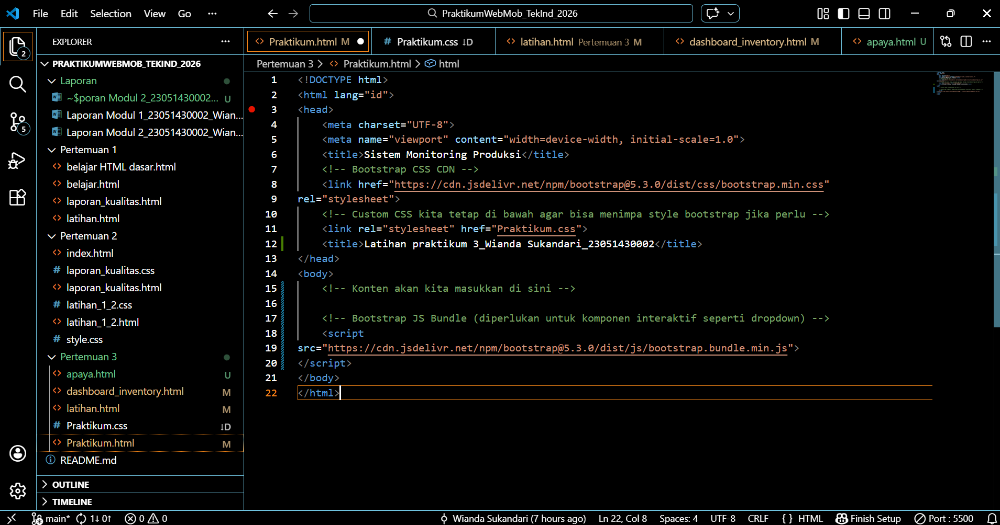 File Edit Selection View Go ···
PraktikumWebMob_TekInd_2026
EXPLORER
Praktikum.html M
Praktikum.css ↓D
latihan.html Pertemuan 3 M
dashboard_inventory.html M
apaya.html U
2
5
PRAKTIKUMWEBMOB_TEKIND_2026
Laporan
~$poran Modul 2_23051430002... U
Laporan Modul 1_23051430002_Wian...
Laporan Modul 2_23051430002_Wian...
Pertemuan 1
belajar HTML dasar.html
belajar.html
laporan_kualitas.html
latihan.html
Pertemuan 2
index.html
laporan_kualitas.css
laporan_kualitas.html
latihan_1_2.css
latihan_1_2.html
style.css
Pertemuan 3
apaya.html U
dashboard_inventory.html M
latihan.html M
Praktikum.css ↓D
Praktikum.html M
README.md
OUTLINE
TIMELINE
Pertemuan 3 > Praktikum.html > html
1 <!DOCTYPE html>
2 <html lang="id">
3 <head>
4 <meta charset="UTF-8">
5 <meta name="viewport" content="width=device-width, initial-scale=1.0">
6 <title>Sistem Monitoring Produksi</title>
7 <!-- Bootstrap CSS CDN -->
8 <link href="https://cdn.jsdelivr.net/npm/bootstrap@5.3.0/dist/css/bootstrap.min.css"
9 rel="stylesheet">
10 <!-- Custom CSS kita tetap di bawah agar bisa menimpa style bootstrap jika perlu -->
11 <link rel="stylesheet" href="Praktikum.css">
12 <title>Latihan praktikum 3_Wianda Sukandari_23051430002</title>
13 </head>
14 <body>
15 <!-- Konten akan kita masukkan di sini -->
16
17 <!-- Bootstrap JS Bundle (diperlukan untuk komponen interaktif seperti dropdown) -->
18 <script
19 src="https://cdn.jsdelivr.net/npm/bootstrap@5.3.0/dist/js/bootstrap.bundle.min.js">
20 </script>
21 </body>
22 </html>
main* 1↓ 0↑ 0 0 Wianda Sukandari (7 hours ago) Ln 22, Col 8 Spaces: 4 UTF-8 CRLF {} HTML Finish Setup Port : 5500